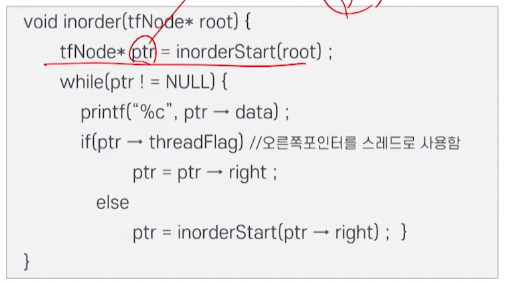 void inorder(tfNode* root) {
tfNode* ptr = inorderStart(root) ;
while(ptr ! = NULL) {
printf(“%c”, ptr → data) ;
if(ptr → threadFlag) //오른쪽포인터를 스레드로 사용함
ptr = ptr → right ;
else
ptr = inorderStart(ptr → right) ; }
}